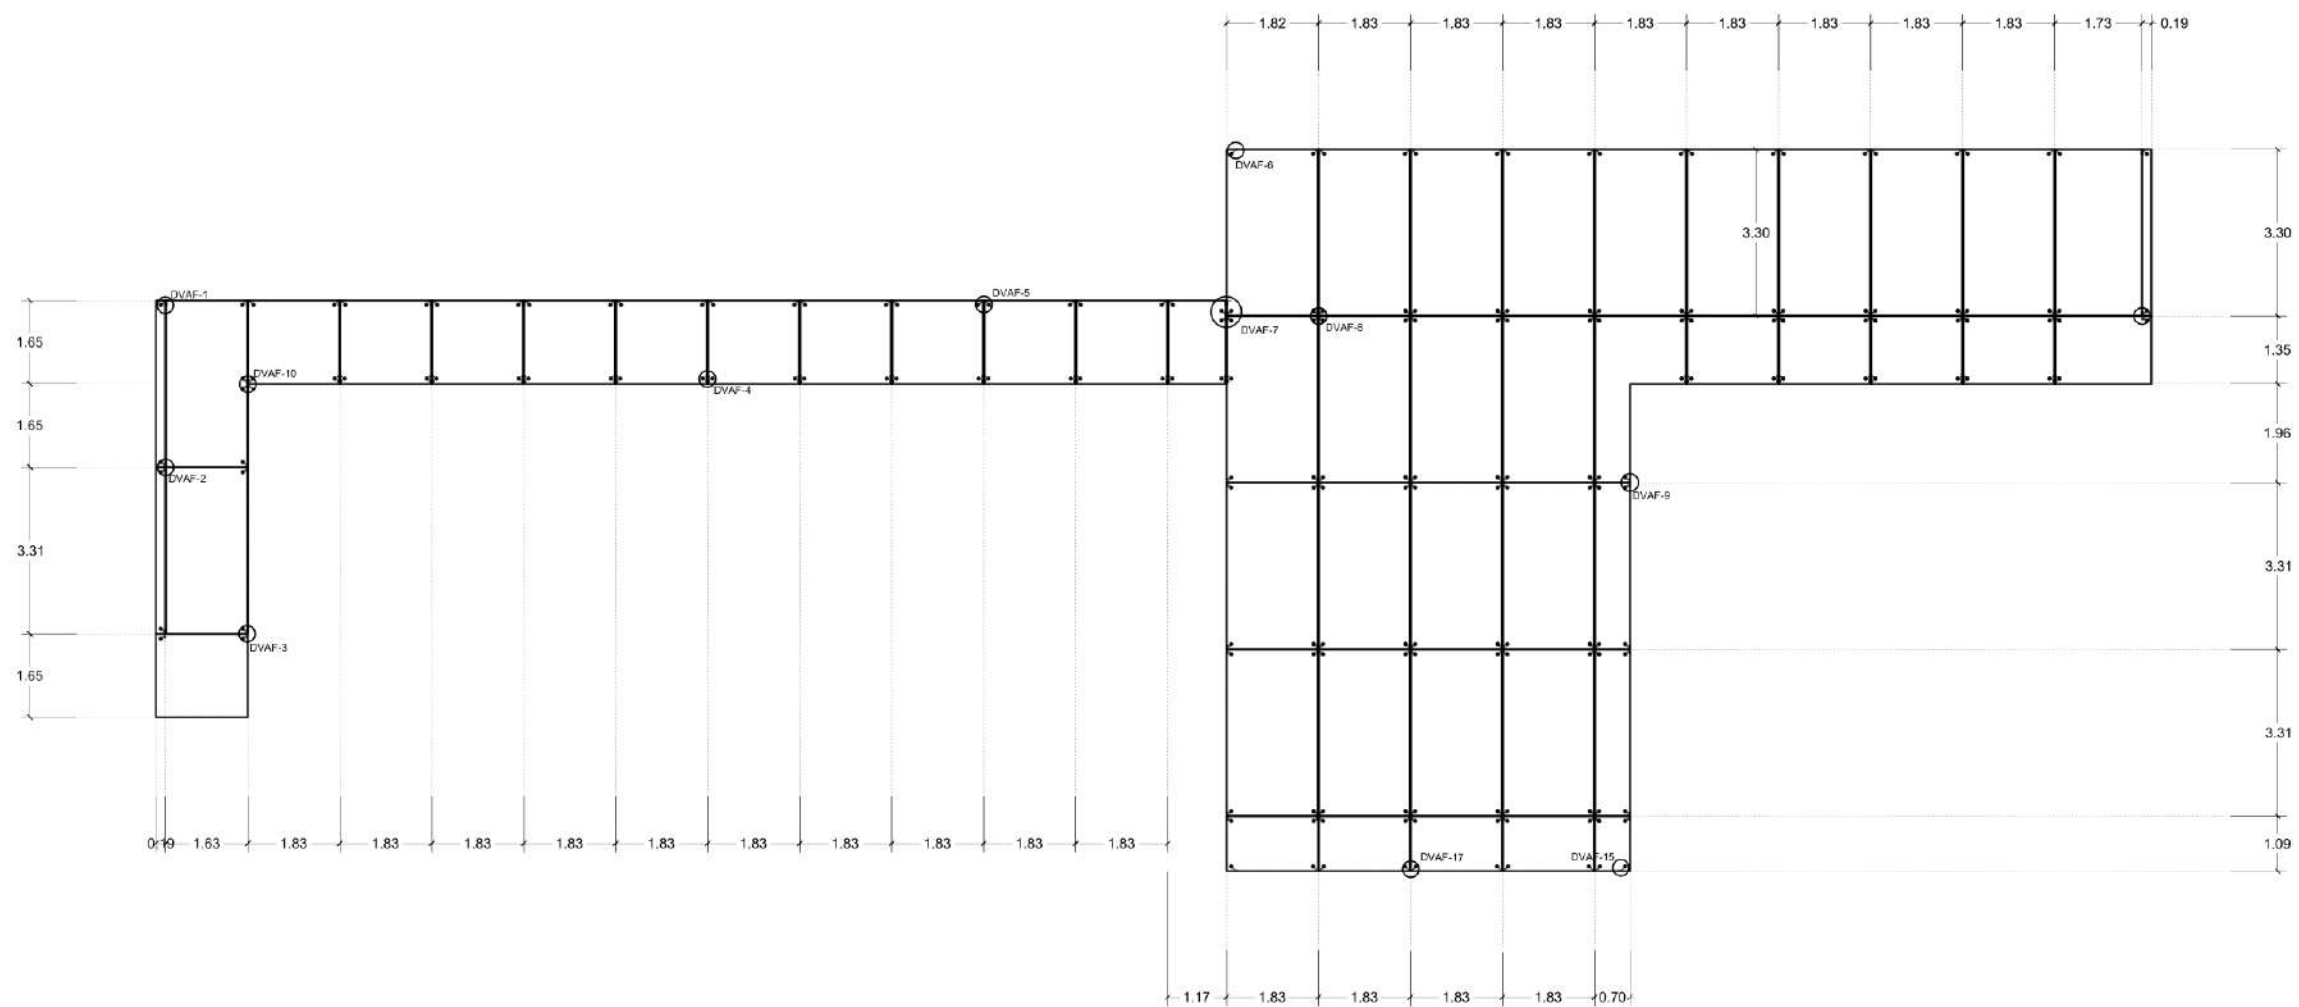 1.82 1.83 1.83 1.83 1.83 1.83 1.83 1.83 1.83 1.73 0.19
DVAF-6
3.30 3.30
DVAF-1 DVAF-5
DVAF-7 DVAF-8
1.65 1.35
DVAF-10
DVAF-4
1.65 1.96
DVAF-2
DVAF-9
3.31 3.31
DVAF-3
1.65
3.31
0.19 1.63 1.83 1.83 1.83 1.83 1.83 1.83 1.83 1.83 1.83 1.83 1.09
DVAF-17 DVAF-15
1.17 1.83 1.83 1.83 1.83 0.70